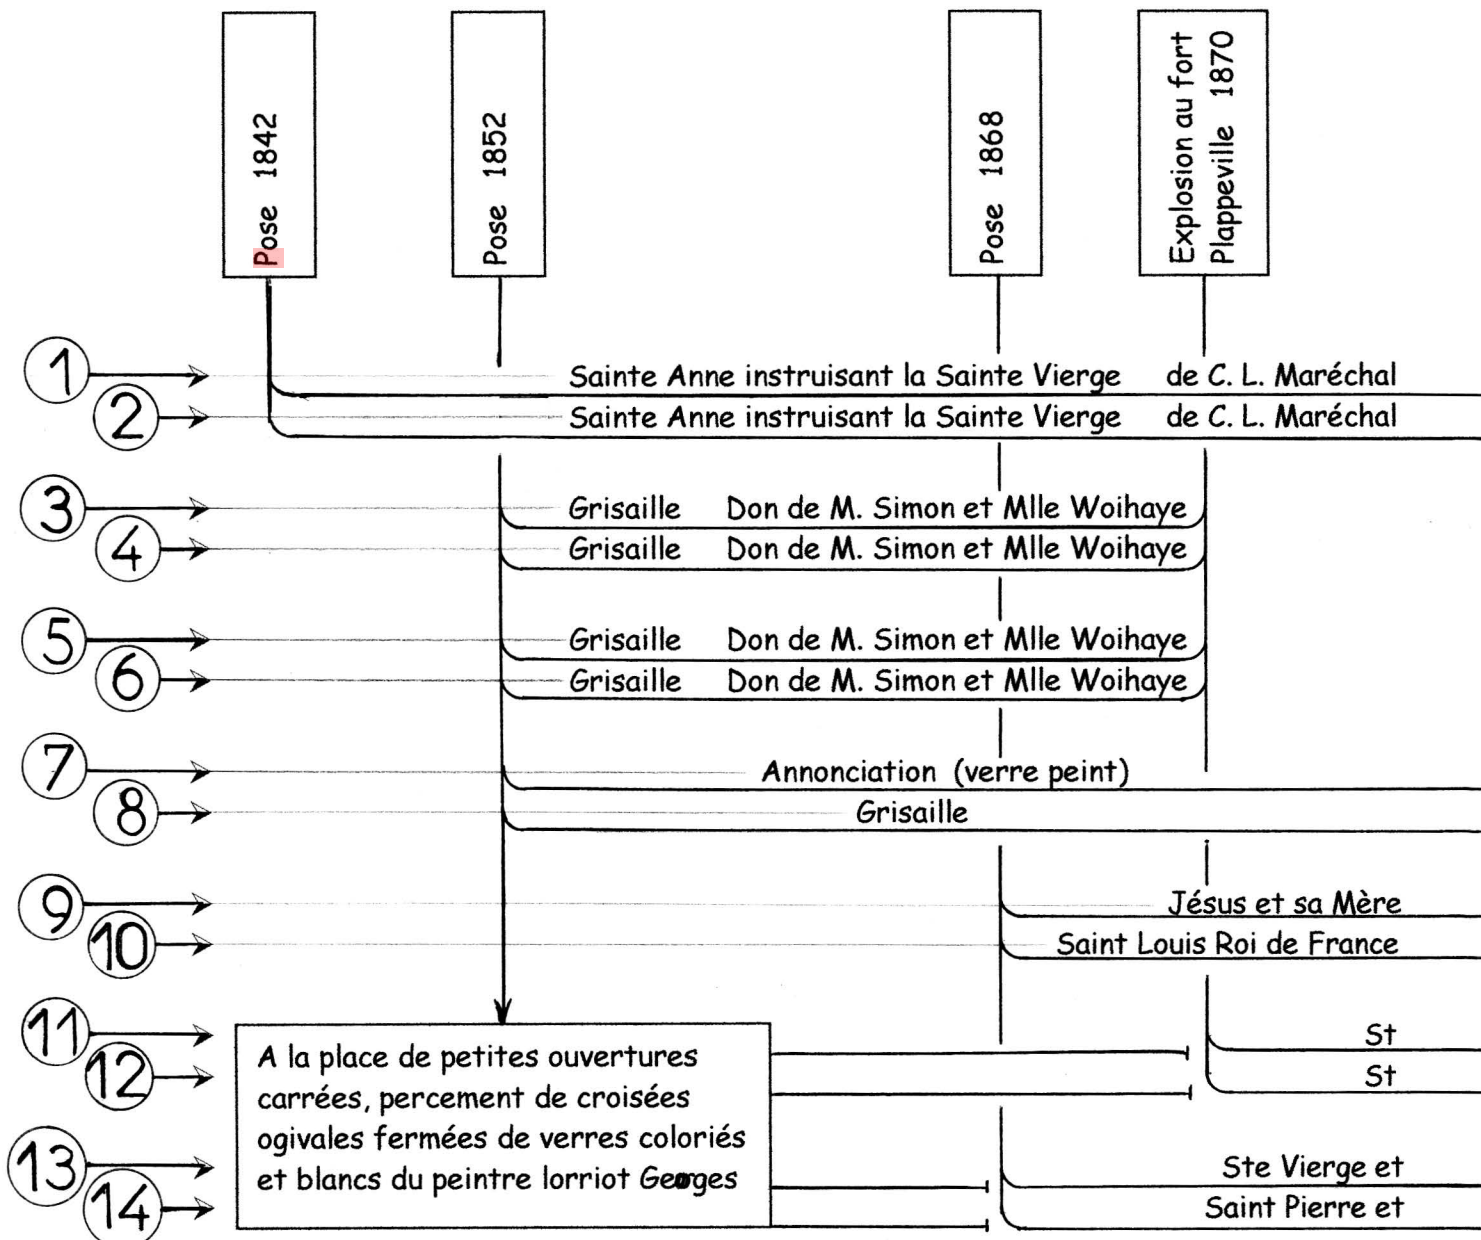 Pose 1842
Pose 1852
Pose 1868
Explosion au fort
Plappeville 1870
1
Sainte Anne instruisant la Sainte Vierge de C. L. Maréchal
2
Sainte Anne instruisant la Sainte Vierge de C. L. Maréchal
3
Grisaille Don de M. Simon et Mlle Woihaye
4
Grisaille Don de M. Simon et Mlle Woihaye
5
Grisaille Don de M. Simon et Mlle Woihaye
6
Grisaille Don de M. Simon et Mlle Woihaye
7
Annonciation (verre peint)
8
Grisaille
9
Jésus et sa Mère
10
Saint Louis Roi de France
11
St
12
St
A la place de petites ouvertures
carrées, percement de croisées
ogivales fermées de verres coloriés
et blancs du peintre lorriot Georges
13
Ste Vierge et
14
Saint Pierre et